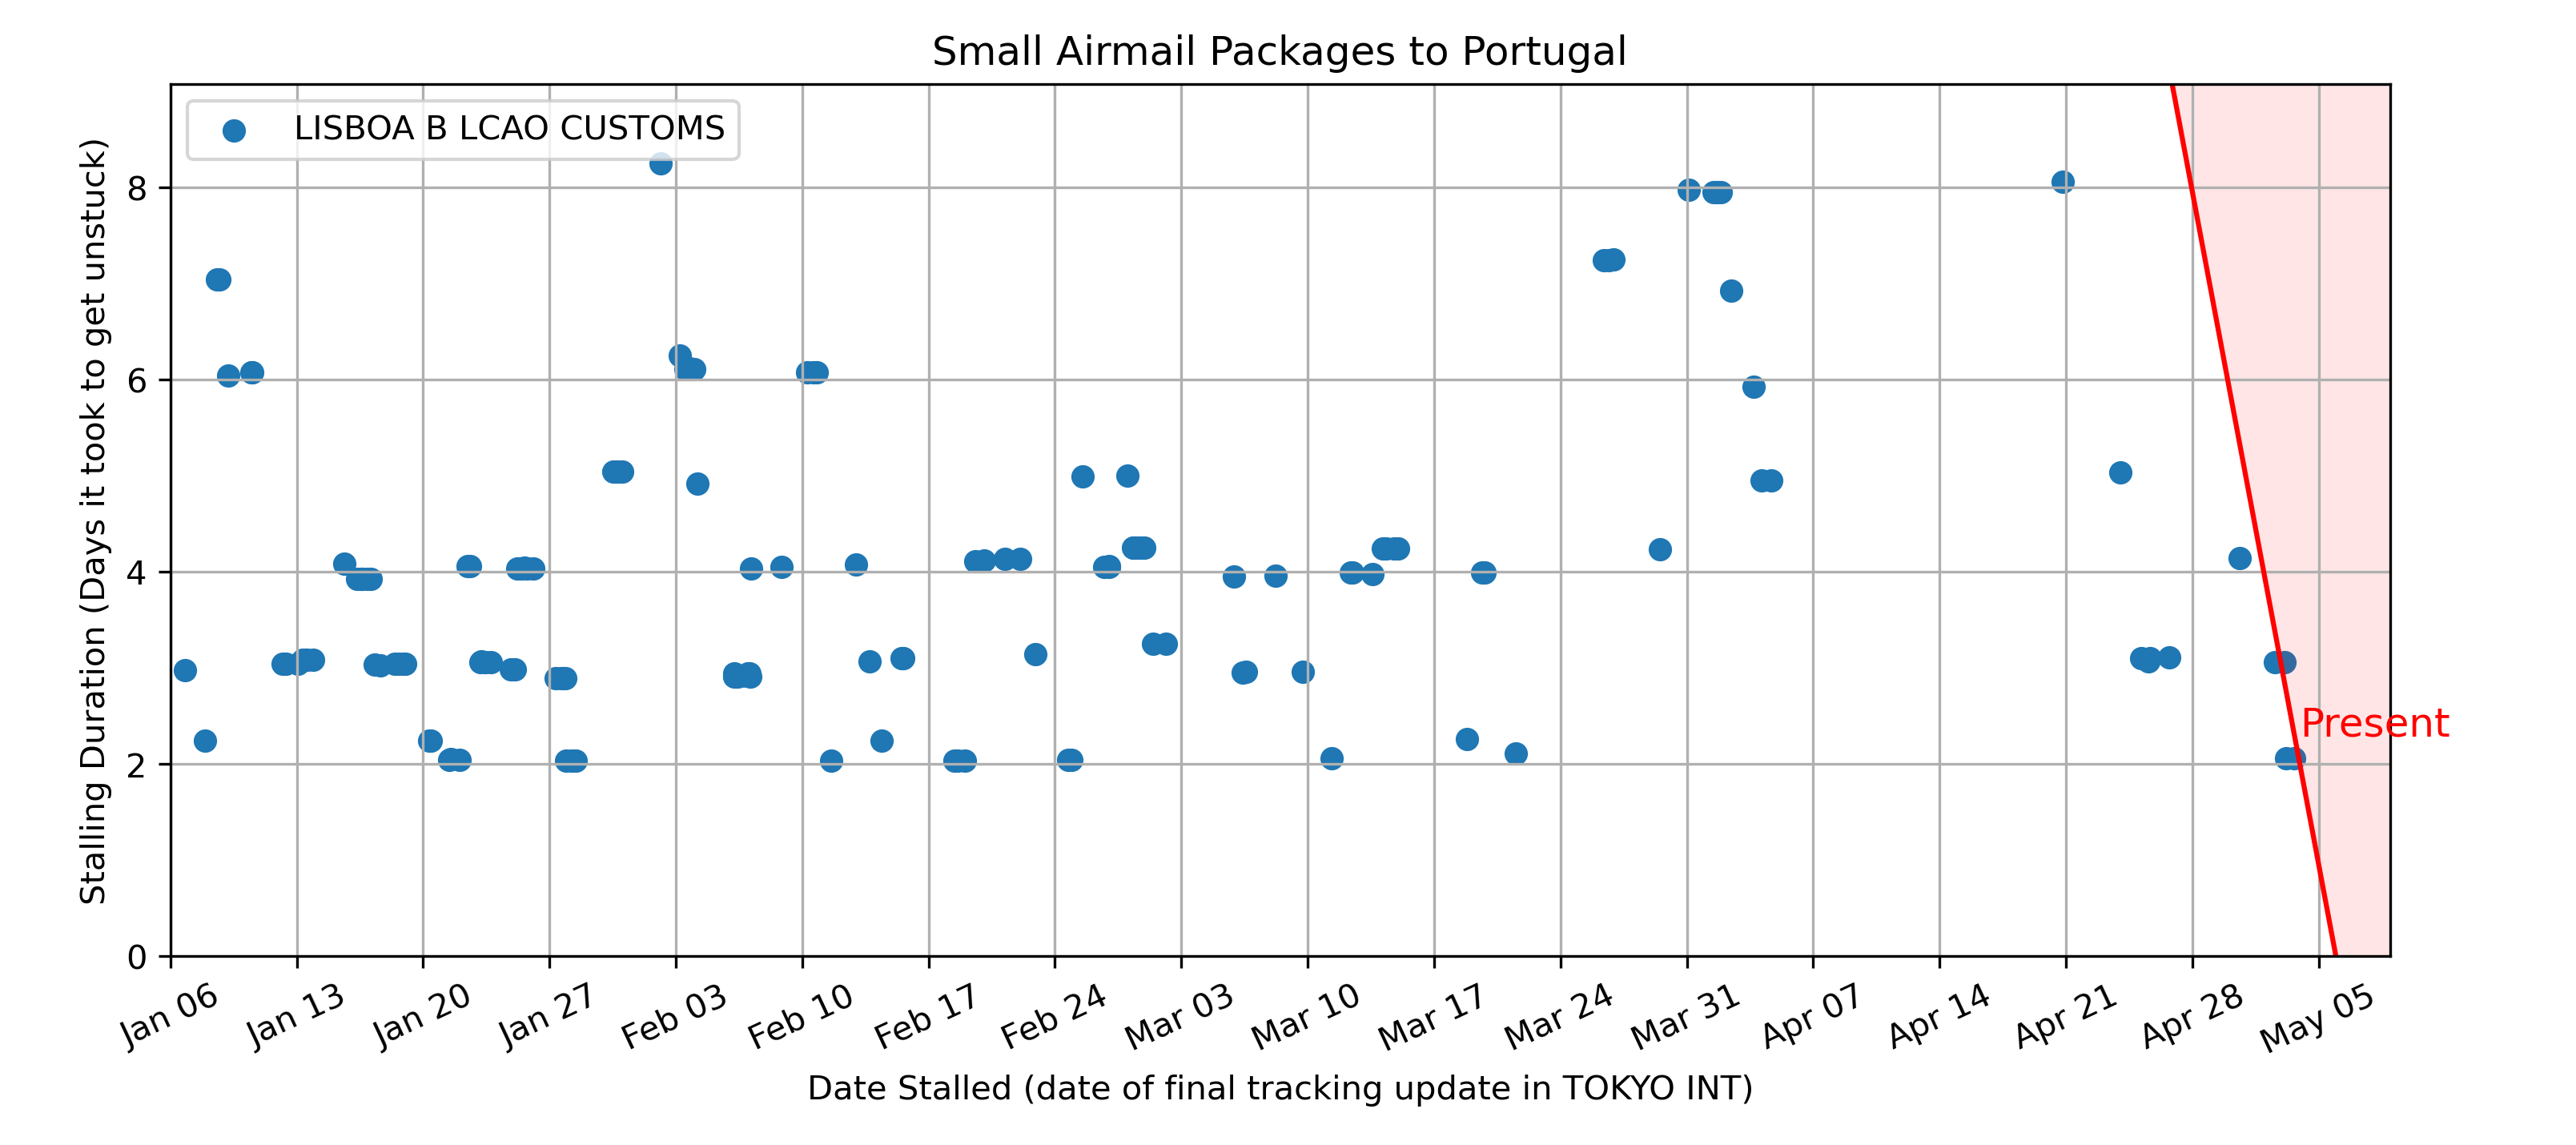 Small Airmail Packages to Portugal
LISBOA B LCAO CUSTOMS
Stalling Duration (Days it took to get unstuck)
8
6
4
2
0
Present
Jan 06
Jan 13
Jan 20
Jan 27
Feb 03
Feb 10
Feb 17
Feb 24
Mar 03
Mar 10
Mar 17
Mar 24
Mar 31
Apr 07
Apr 14
Apr 21
Apr 28
May 05
Date Stalled (date of final tracking update in TOKYO INT)